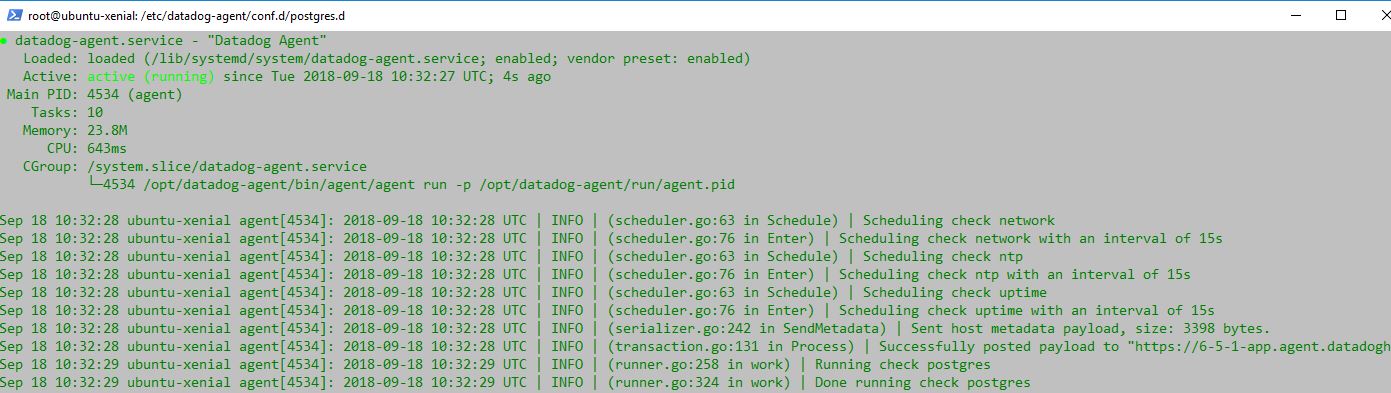 root@ubuntu-xenial: /etc/datadog-agent/conf.d/postgres.d
● datadog-agent.service - "Datadog Agent"
Loaded: loaded (/lib/systemd/system/datadog-agent.service; enabled; vendor preset: enabled)
Active: active (running) since Tue 2018-09-18 10:32:27 UTC; 4s ago
Main PID: 4534 (agent)
Tasks: 10
Memory: 23.8M
CPU: 643ms
CGroup: /system.slice/datadog-agent.service
└─4534 /opt/datadog-agent/bin/agent/agent run -p /opt/datadog-agent/run/agent.pid
Sep 18 10:32:28 ubuntu-xenial agent[4534]: 2018-09-18 10:32:28 UTC | INFO | (scheduler.go:63 in Schedule) | Scheduling check network
Sep 18 10:32:28 ubuntu-xenial agent[4534]: 2018-09-18 10:32:28 UTC | INFO | (scheduler.go:76 in Enter) | Scheduling check network with an interval of 15s
Sep 18 10:32:28 ubuntu-xenial agent[4534]: 2018-09-18 10:32:28 UTC | INFO | (scheduler.go:63 in Schedule) | Scheduling check ntp
Sep 18 10:32:28 ubuntu-xenial agent[4534]: 2018-09-18 10:32:28 UTC | INFO | (scheduler.go:76 in Enter) | Scheduling check ntp with an interval of 15s
Sep 18 10:32:28 ubuntu-xenial agent[4534]: 2018-09-18 10:32:28 UTC | INFO | (scheduler.go:63 in Schedule) | Scheduling check uptime
Sep 18 10:32:28 ubuntu-xenial agent[4534]: 2018-09-18 10:32:28 UTC | INFO | (scheduler.go:76 in Enter) | Scheduling check uptime with an interval of 15s
Sep 18 10:32:28 ubuntu-xenial agent[4534]: 2018-09-18 10:32:28 UTC | INFO | (serializer.go:242 in SendMetadata) | Sent host metadata payload, size: 3398 bytes.
Sep 18 10:32:28 ubuntu-xenial agent[4534]: 2018-09-18 10:32:28 UTC | INFO | (transaction.go:131 in Process) | Successfully posted payload to "https://6-5-1-app.agent.datadogh
Sep 18 10:32:29 ubuntu-xenial agent[4534]: 2018-09-18 10:32:29 UTC | INFO | (runner.go:258 in work) | Running check postgres
Sep 18 10:32:29 ubuntu-xenial agent[4534]: 2018-09-18 10:32:29 UTC | INFO | (runner.go:324 in work) | Done running check postgres